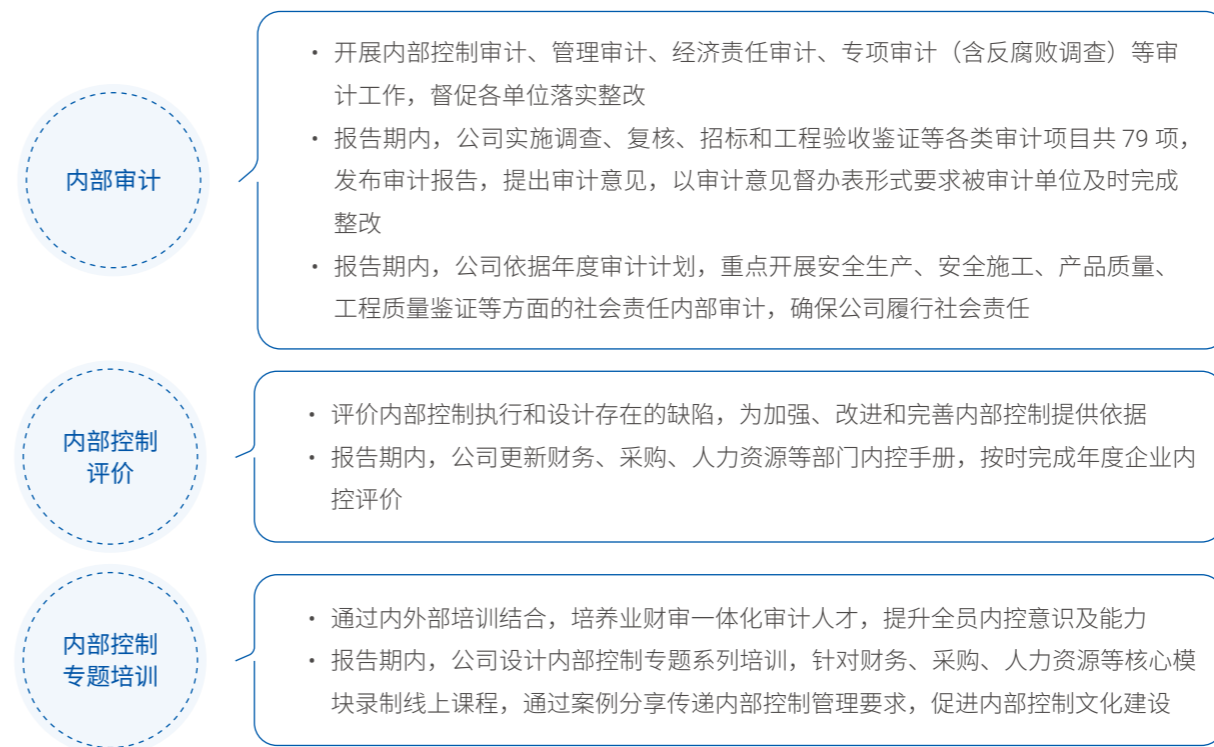 内部审计
· 开展内部控制审计、管理审计、经济责任审计、专项审计（含反腐败调查）等审
计工作，督促各单位落实整改
· 报告期内，公司实施调查、复核、招标和工程验收鉴证等各类审计项目共 79 项，
发布审计报告，提出审计意见，以审计意见督办表形式要求被审计单位及时完成
整改
· 报告期内，公司依据年度审计计划，重点开展安全生产、安全施工、产品质量、
工程质量鉴证等方面的社会责任内部审计，确保公司履行社会责任
内部控制
评价
· 评价内部控制执行和设计存在的缺陷，为加强、改进和完善内部控制提供依据
· 报告期内，公司更新财务、采购、人力资源等部门内控手册，按时完成年度企业内
控评价
内部控制
专题培训
· 通过内外部培训结合，培养业财审一体化审计人才，提升全员内控意识及能力
· 报告期内，公司设计内部控制专题系列培训，针对财务、采购、人力资源等核心模
块录制线上课程，通过案例分享传递内部控制管理要求，促进内部控制文化建设